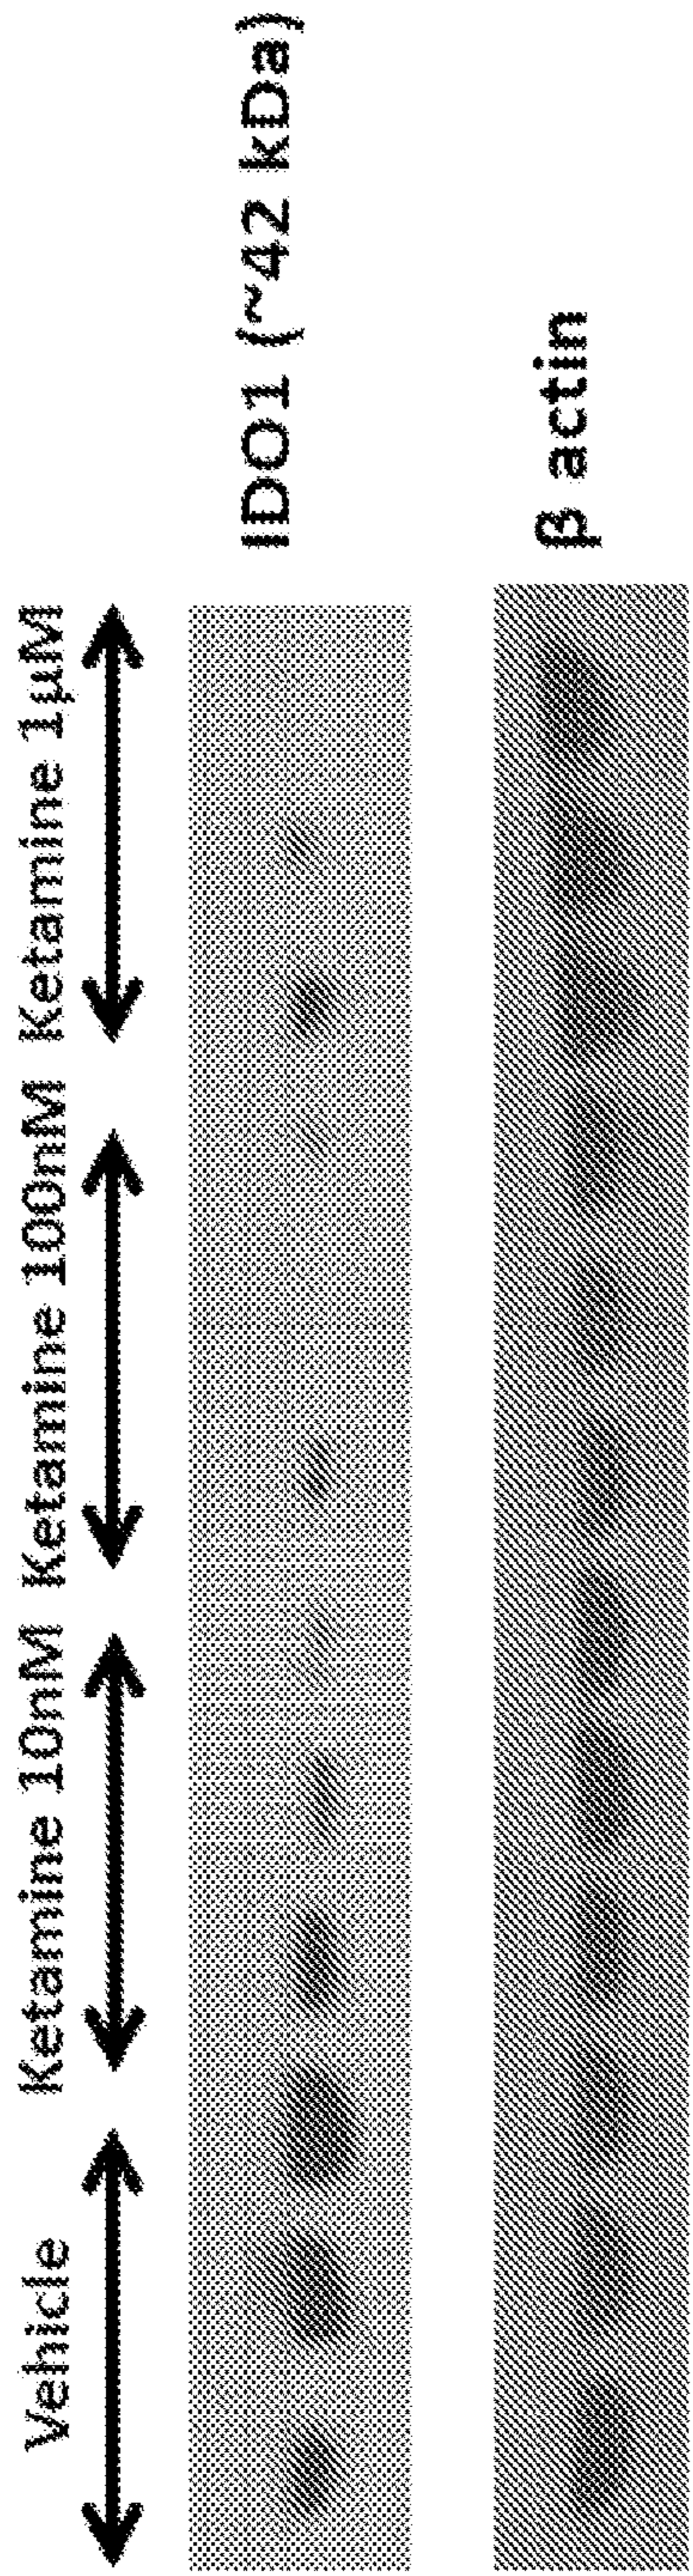 Vehicle
Ketamine 10nM
Ketamine 100nM
Ketamine 1µM
IDO1 (~42 kDa)
β actin